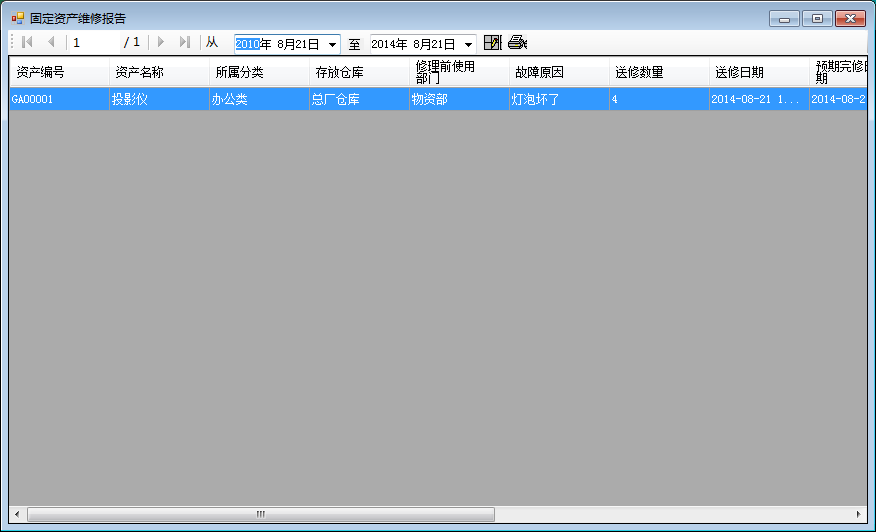 固定资产维修报告
1 / 1 从 2010年 8月21日 至 2014年 8月21日
资产编号 资产名称 所属分类 存放仓库 修理前使用部门 故障原因 送修数量 送修日期 预期完修日期
GA00001 投影仪 办公类 总厂仓库 物资部 灯泡坏了 4 2014-08-21 1... 2014-08-2